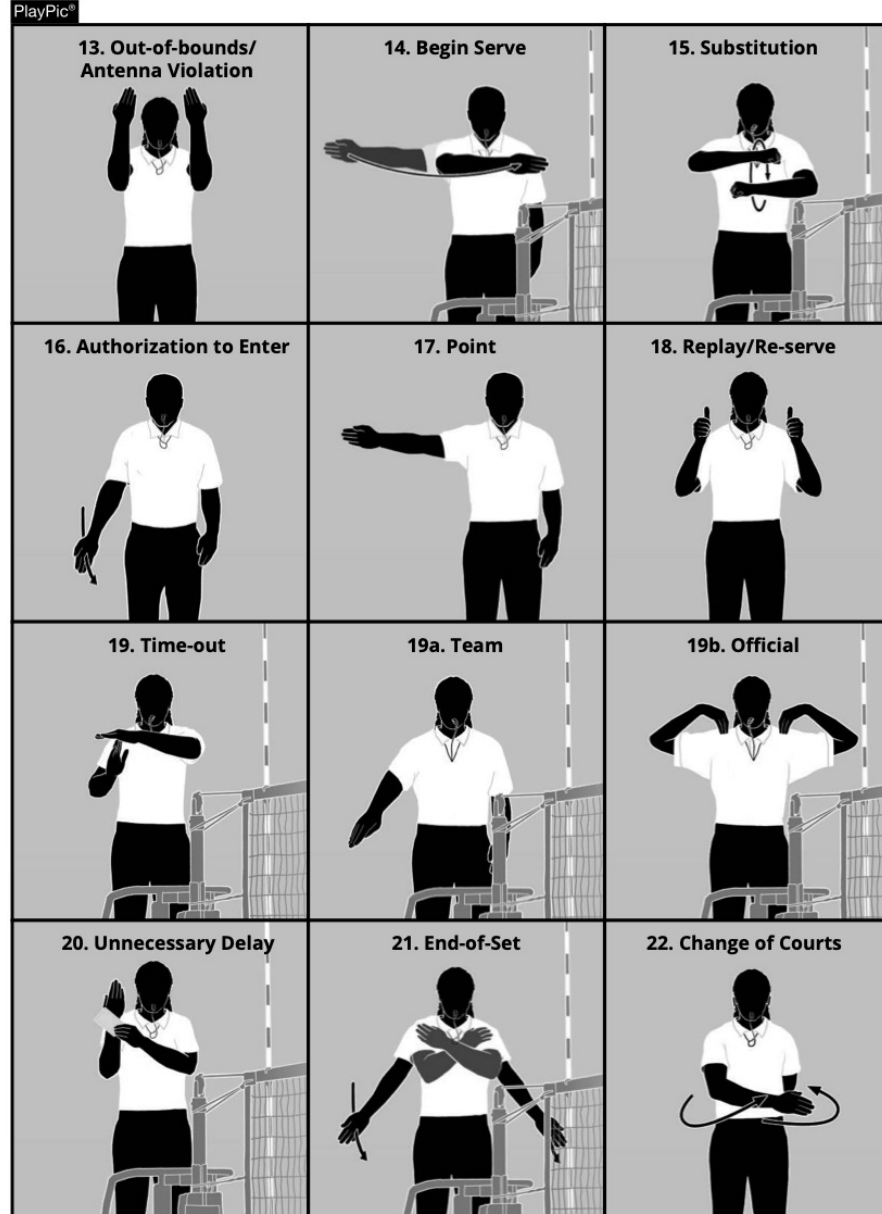 PlayPic®
13. Out-of-bounds/
Antenna Violation
14. Begin Serve
15. Substitution
16. Authorization to Enter
17. Point
18. Replay/Re-serve
19. Time-out
19a. Team
19b. Official
20. Unnecessary Delay
21. End-of-Set
22. Change of Courts